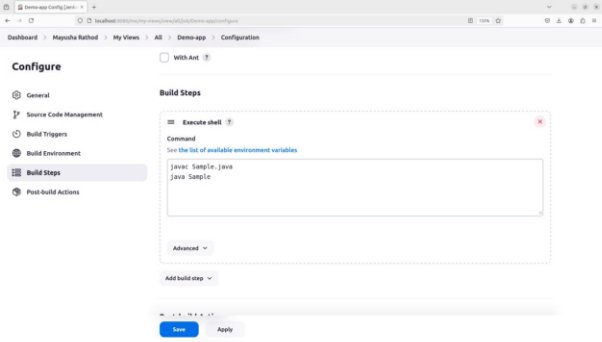 Demo-app Config [Jenki
localhost:8080/me/my-views/view/all/job/Demo-app/configure
Dashboard > Mayusha Rathod > My Views > All > Demo-app > Configuration
Configure
General
Source Code Management
Build Triggers
Build Environment
Build Steps
Post-build Actions
With Ant ?
Build Steps
Execute shell ?
Command
See the list of available environment variables
javac Sample.java
java Sample
Advanced
Add build step
Save
Apply